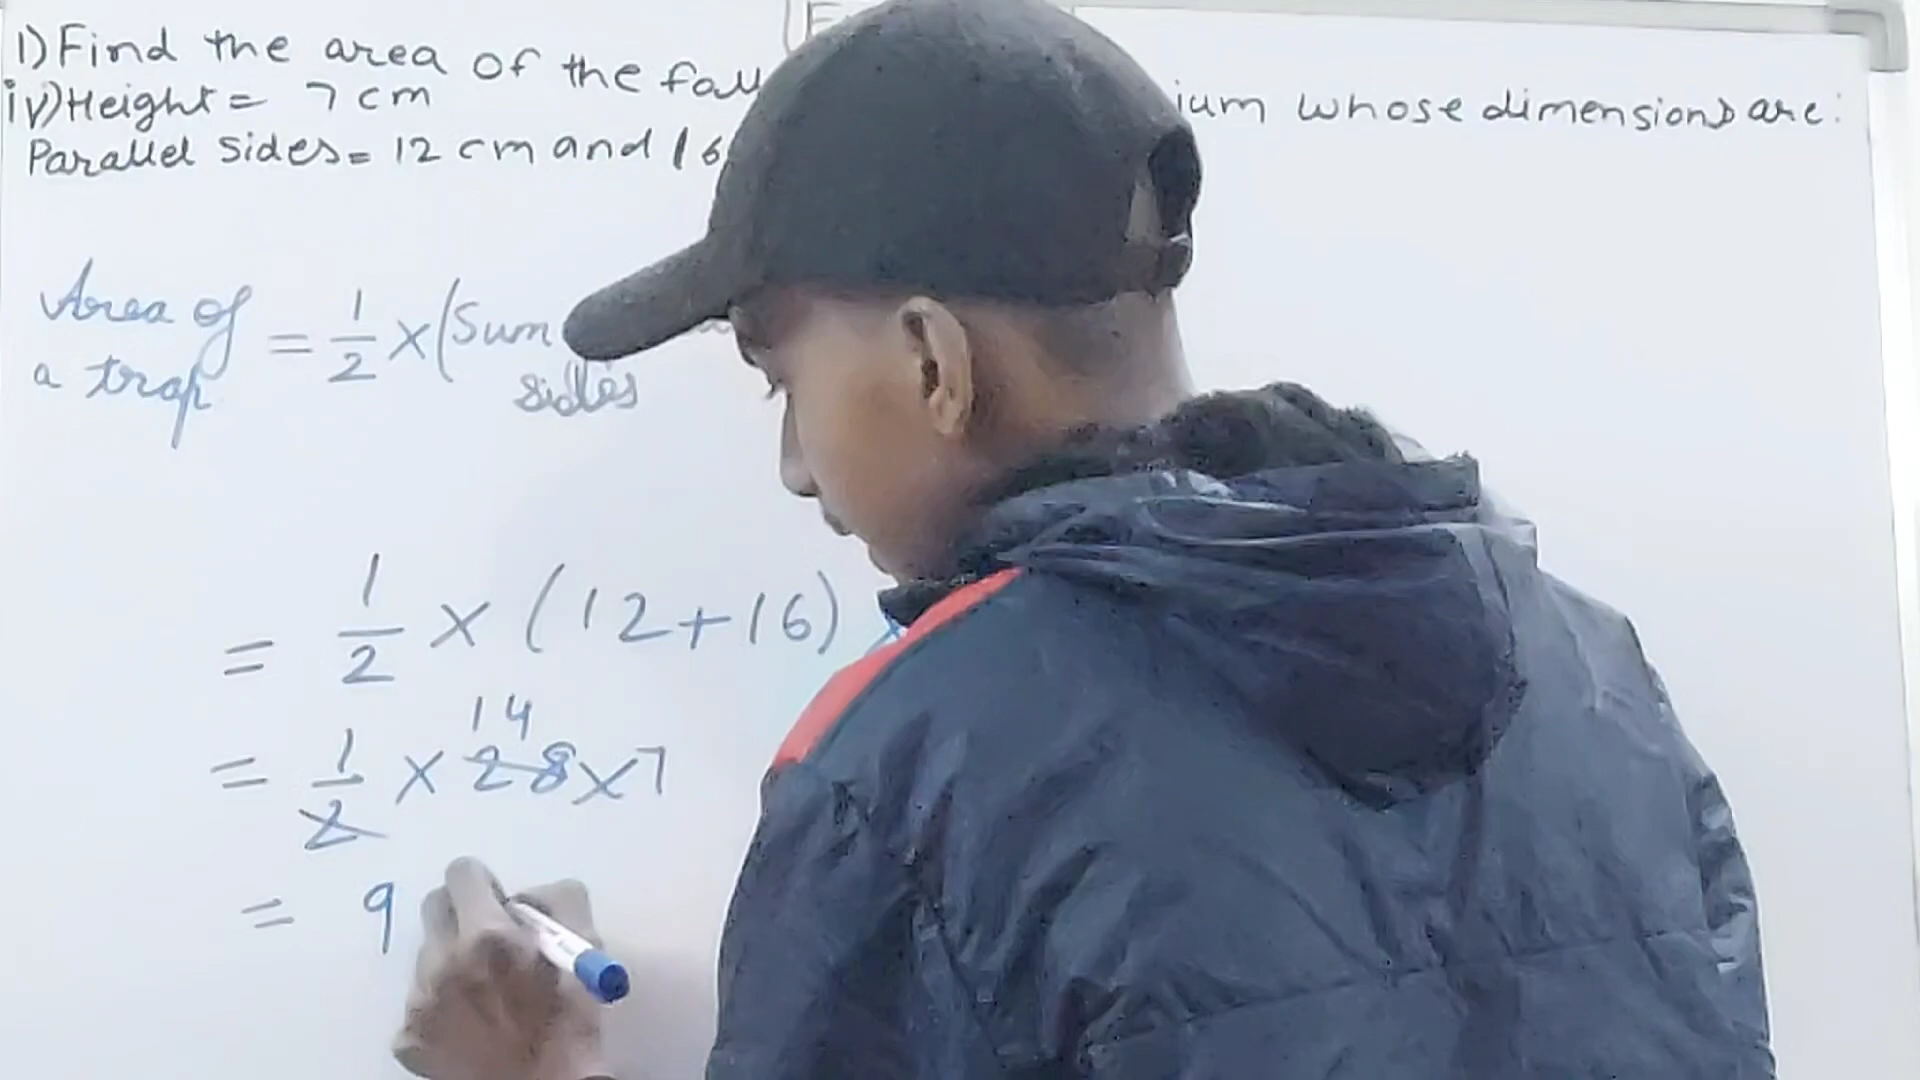 1) Find the area of the foll ium whose dimensions are:
iv) Height = 7 cm
Parallel sides = 12 cm and 16
Area of a trap = 1/2 × (Sum
sides
= 1/2 × (12+16) ×
14
= 1/2 × 28 × 7
= 9